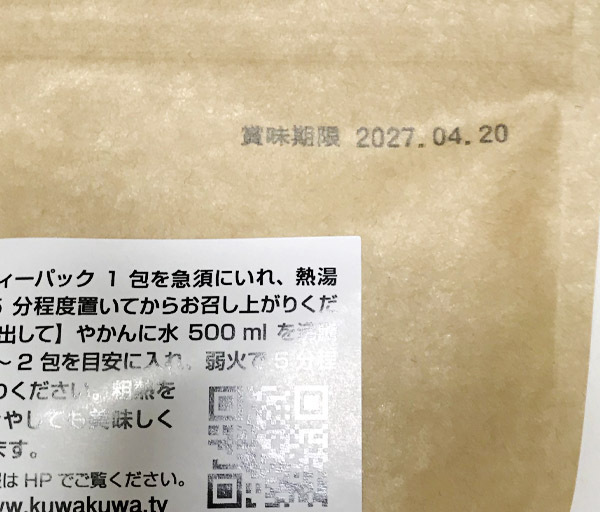 賞味期限 2027.04.20
ィーパック 1 包を急須にいれ、熱湯
分程度置いてからお召し上がりくだ
出して】やかんに水 500 ml を沸
～ 2 包を目安に入れ、弱火で 5 分程
りください。粗熱を
やしても美味しく
ます。
はHPでご覧ください。
www.kuwakuwa.tv